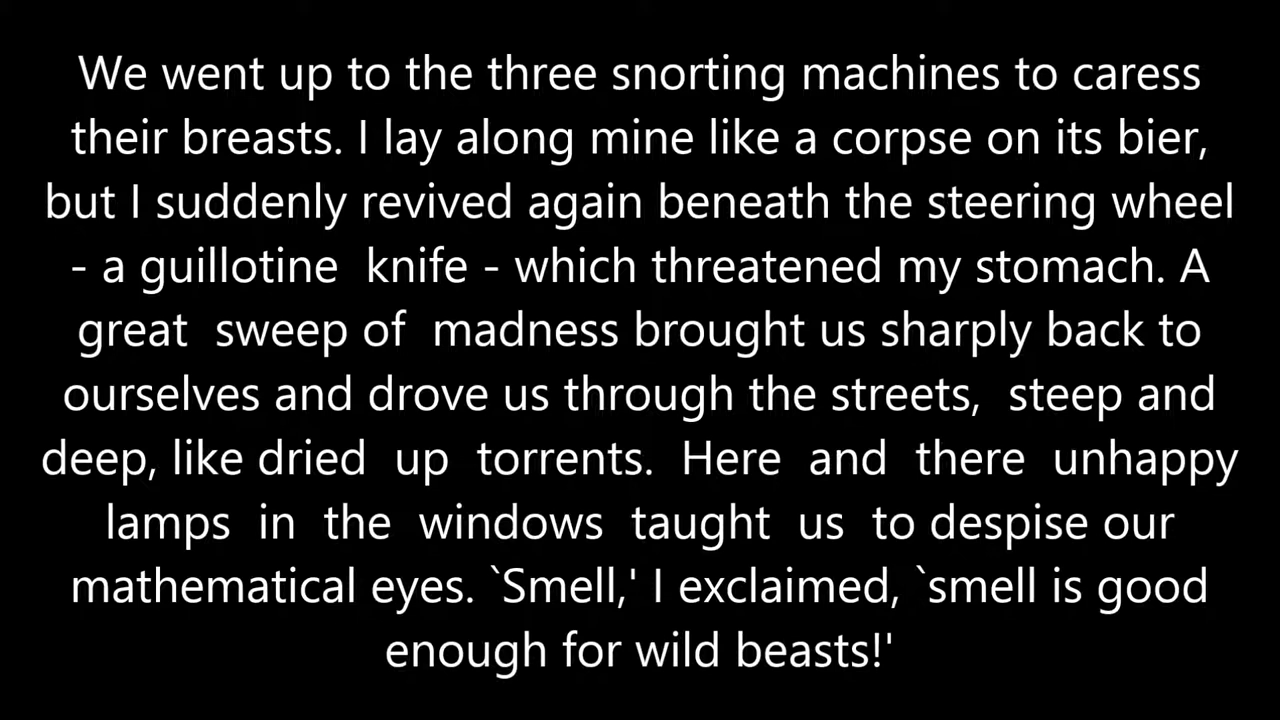 We went up to the three snorting machines to caress
their breasts. I lay along mine like a corpse on its bier,
but I suddenly revived again beneath the steering wheel
- a guillotine  knife - which threatened my stomach. A
great  sweep of  madness brought us sharply back to
ourselves and drove us through the streets,  steep and
deep, like dried  up  torrents.  Here  and  there  unhappy
lamps  in  the  windows  taught  us  to despise our
mathematical eyes. `Smell,' I exclaimed, `smell is good
enough for wild beasts!'